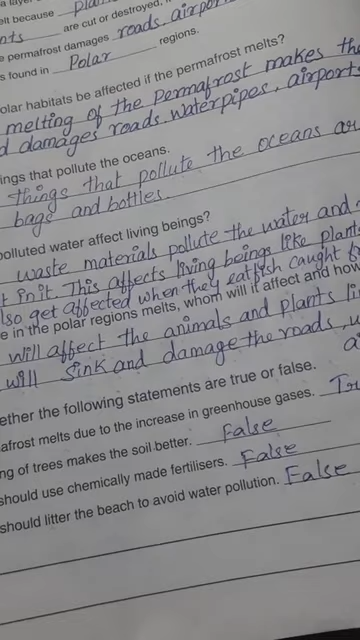 a layer
elt because plan
nts are cut or destroyed,
e permafrost damages roads airpor
s found in Polar regions.
olar habitats be affected if the permafrost melts?
melting of the permafrost makes the
d damages roads waterpipes, airports
ings that pollute the oceans.
things that pollute the oceans ar
bags and bottles
polluted water affect living beings?
waste materials pollute the water and
t in it. This affects living beings like plants
lso get affected when they eat fish caught f
e in the polar regions melts, whom will it affect and how
will affect the animals and plants li
will sink and damage the roads, w
ai
ether the following statements are true or false.
afrost melts due to the increase in greenhouse gases. Tru
ng of trees makes the soil better. False
should use chemically made fertilisers. False
should litter the beach to avoid water pollution. False